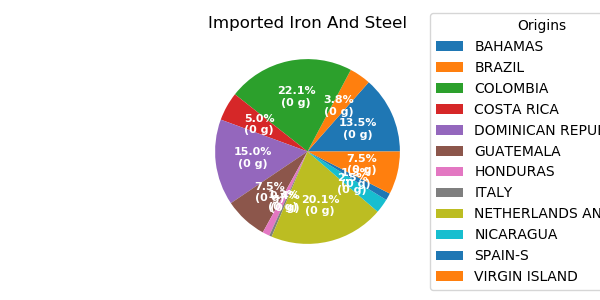 Imported Iron And Steel
Origins
BAHAMAS
BRAZIL
COLOMBIA
COSTA RICA
DOMINICAN
GUATEMALA
HONDURAS
ITALY
NETHERLANDS
NICARAGUA
SPAIN-S
VIRGIN ISLAND
13.5%
(0 g)
3.8%
(0 g)
22.1%
(0 g)
5.0%
(0 g)
15.0%
(0 g)
7.5%
(0 g)
20.1%
(0 g)
(0 g)
7.5%
(0 g)